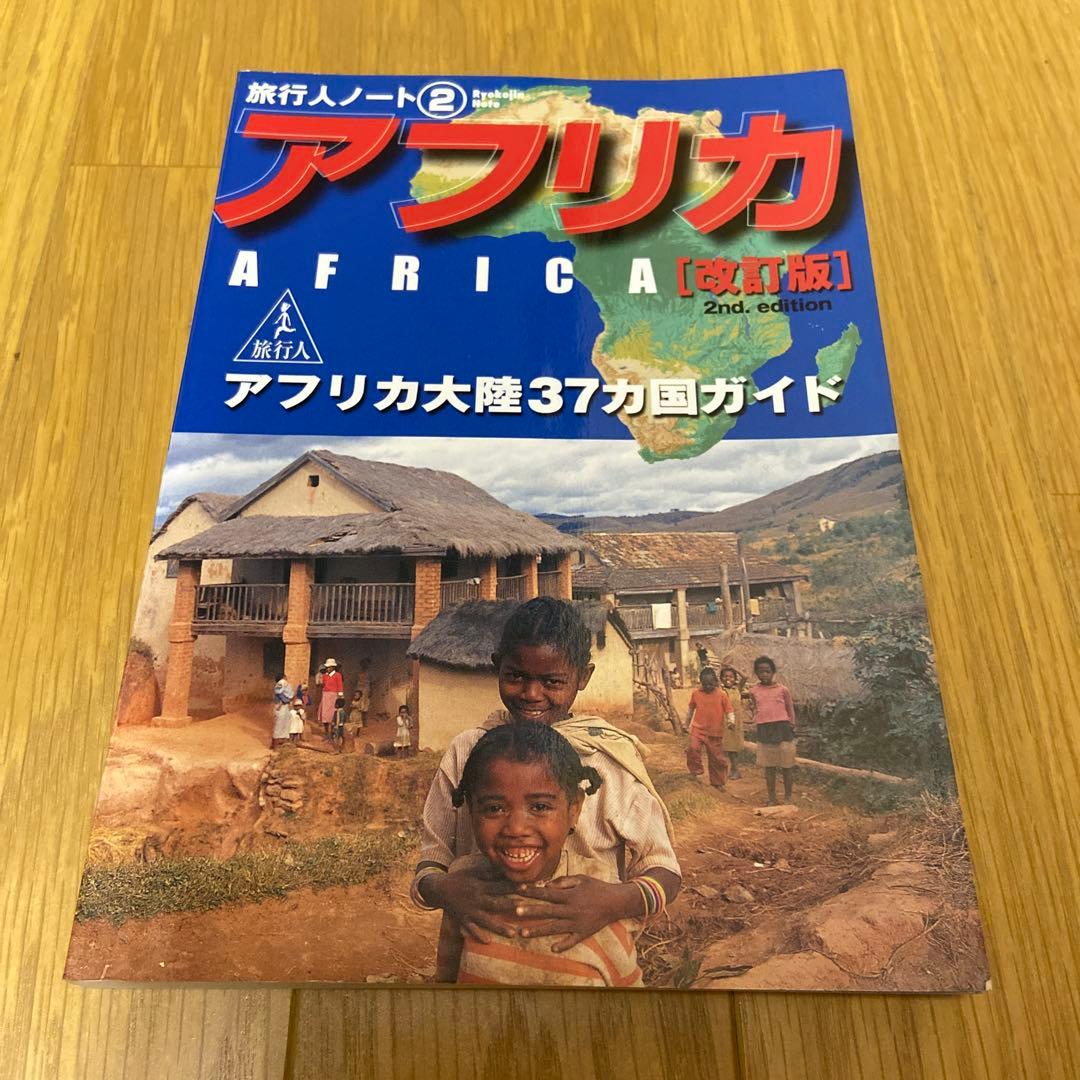 旅行人ノート② Ryokojin Note
アフリカ
AFRICA [改訂版]
2nd. edition
旅行人
アフリカ大陸37カ国ガイド